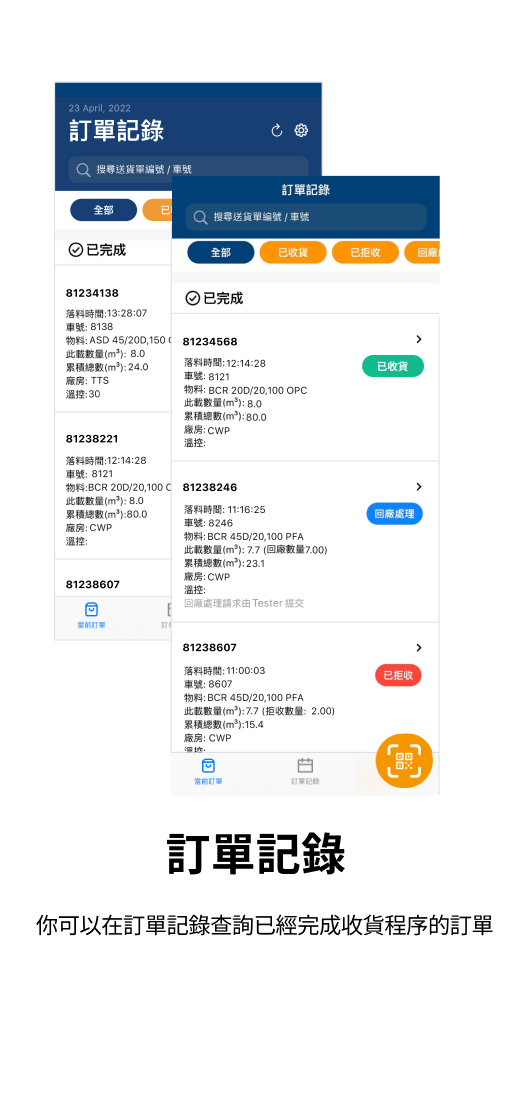 23 April, 2022
訂單記錄
搜尋送貨單編號 / 車號
全部
已完成
81234138
落料時間:13:28:07
車號: 8138
物料: ASD 45/20D,150
此載數量(m³): 8.0
累積總數(m³): 24.0
廠房: TTS
溫控:30
81238221
落料時間:12:14:28
車號: 8121
物料:BCR 20D/20,100
此載數量(m³): 8.0
累積總數(m³):80.0
廠房: CWP
溫控:
81238607
當前訂單
訂單記錄
搜尋送貨單編號 / 車號
全部
已收貨
已拒收
回廠
已完成
81234568
已收貨
落料時間: 12:14:28
車號: 8121
物料: BCR 20D/20,100 OPC
此載數量(m³): 8.0
累積總數(m³):80.0
廠房: CWP
溫控:
81238246
回廠處理
落料時間: 11:16:25
車號: 8246
物料: BCR 45D/20,100 PFA
此載數量(m³): 7.7 (回廠數量7.00)
累積總數(m³): 23.1
廠房: CWP
溫控:
回廠處理請求由Tester 提交
81238607
已拒收
落料時間: 11:00:03
車號: 8607
物料: BCR 45D/20,100 PFA
此載數量(m³): 7.7 (拒收數量: 2.00)
累積總數(m³):15.4
廠房: CWP
溫控:
當前訂單
訂單記錄
訂單記錄
你可以在訂單記錄查詢已經完成收貨程序的訂單